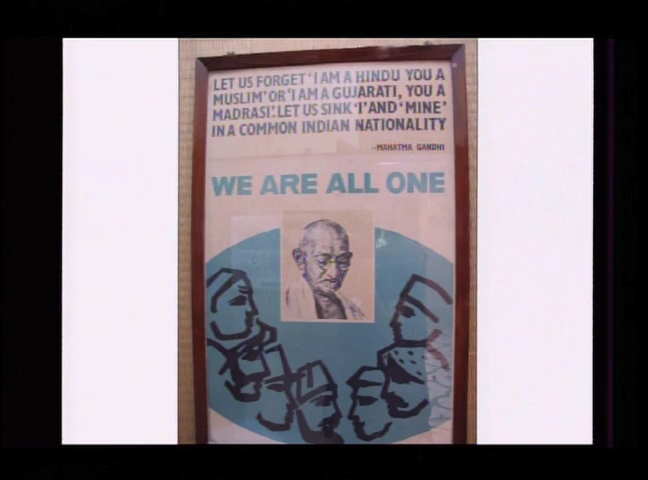 LET US FORGET 'I AM A HINDU YOU A
MUSLIM' OR 'I AM A GUJARATI, YOU A
MADRASI'. LET US SINK 'I' AND 'MINE'
IN A COMMON INDIAN NATIONALITY
-MAHATMA GANDHI
WE ARE ALL ONE